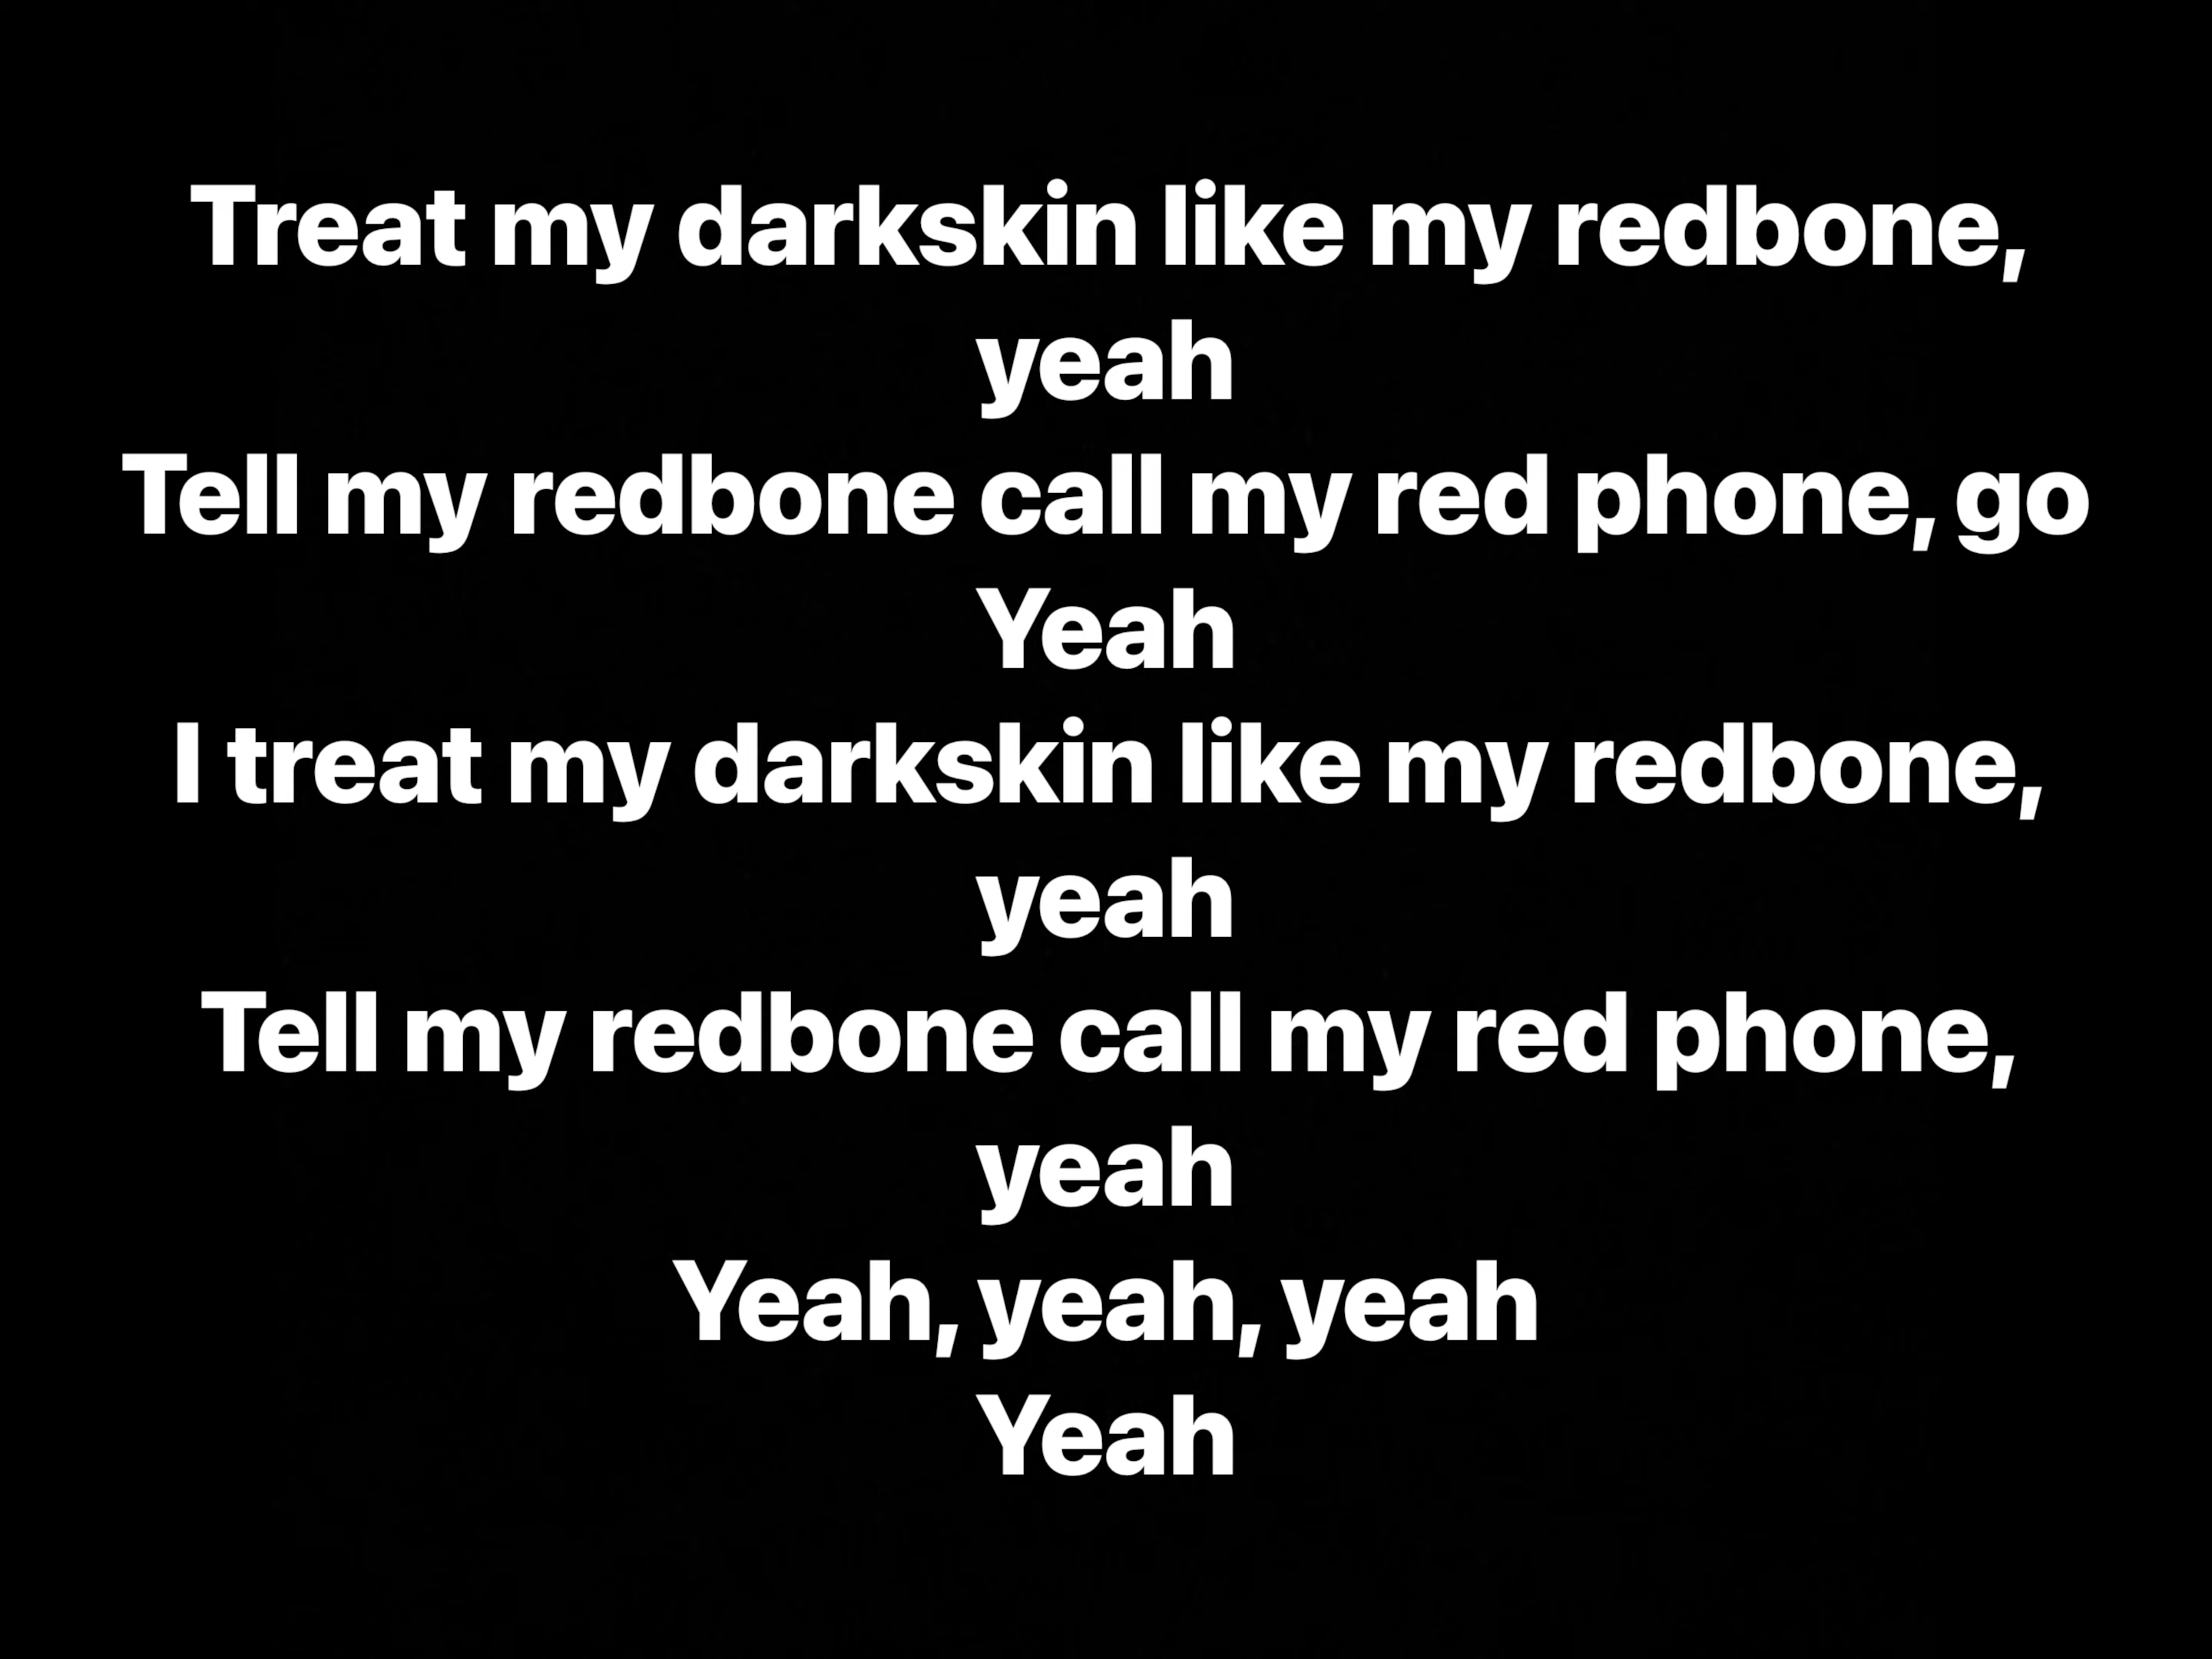 Treat my darkskin like my redbone,
yeah
Tell my redbone call my red phone, go
Yeah
I treat my darkskin like my redbone,
yeah
Tell my redbone call my red phone,
yeah
Yeah, yeah, yeah
Yeah